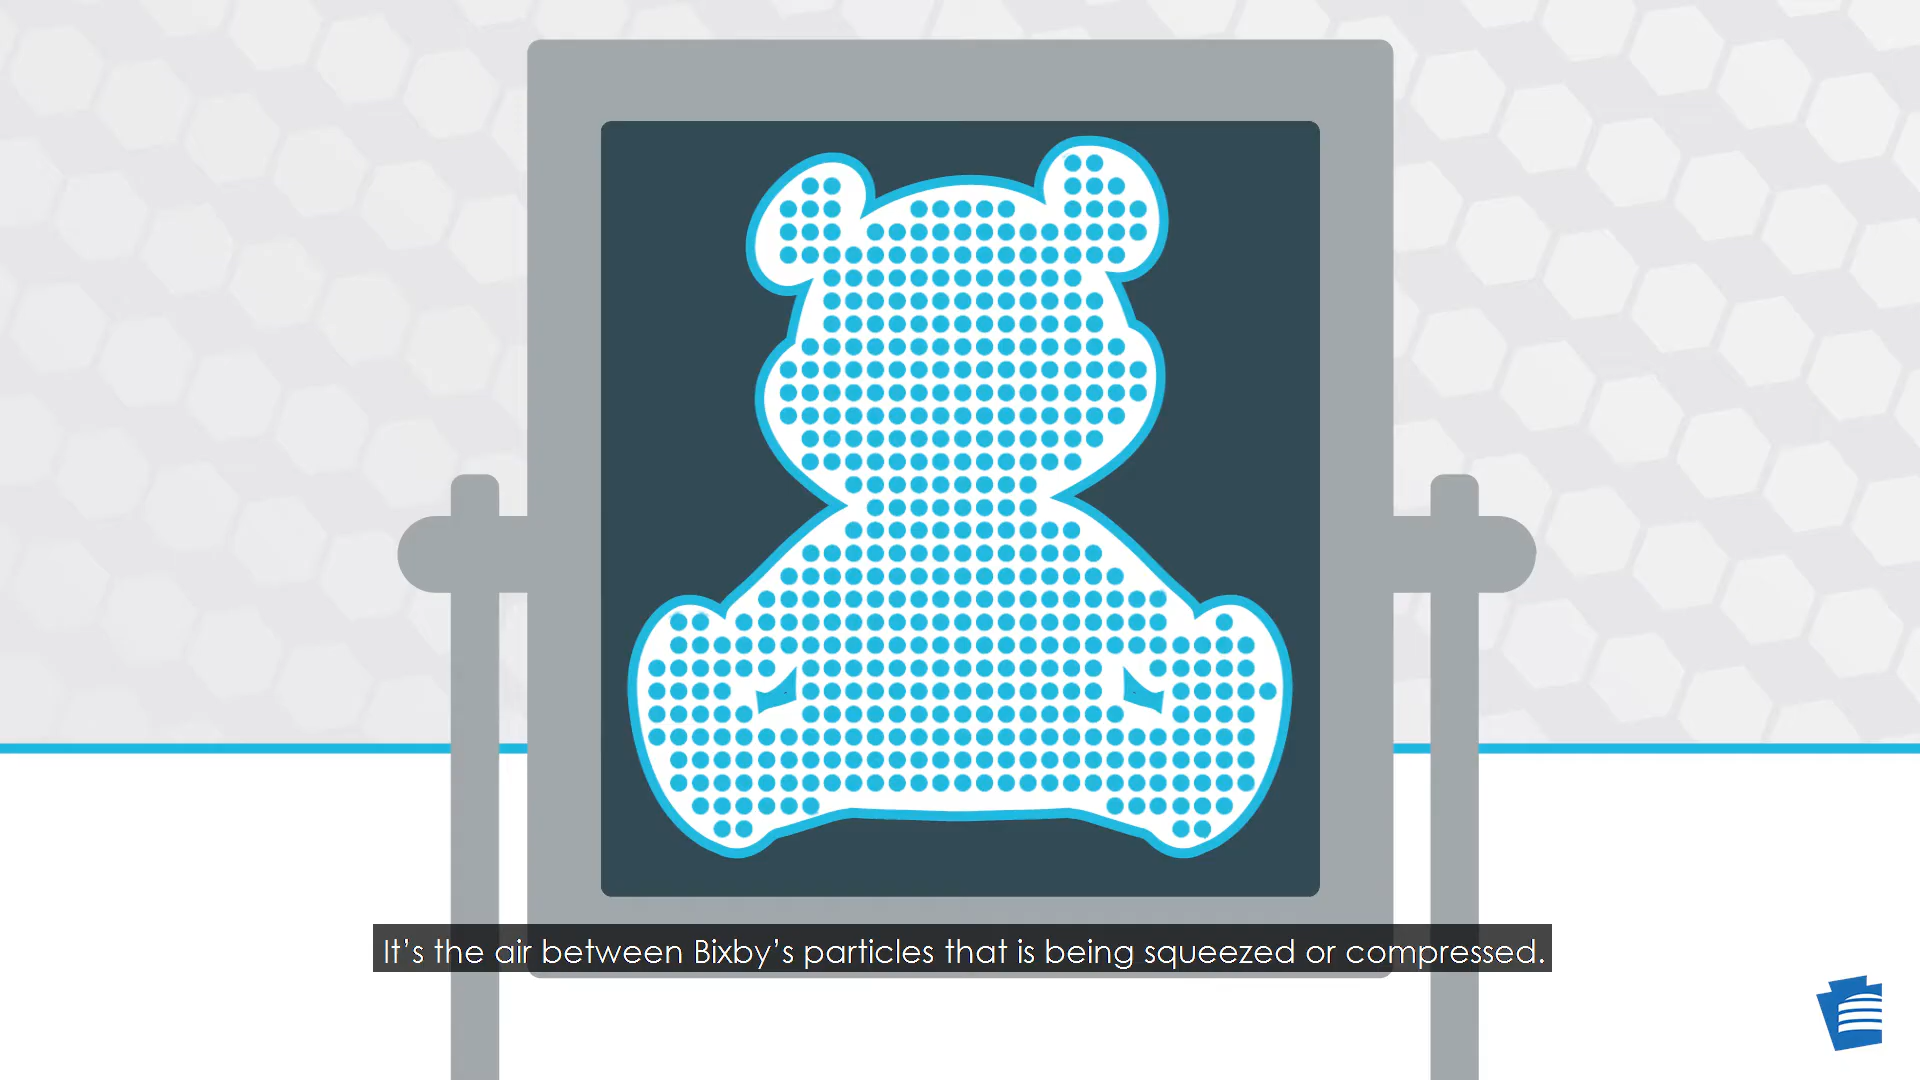 It’s the air between Bixby’s particles that is being squeezed or compressed.